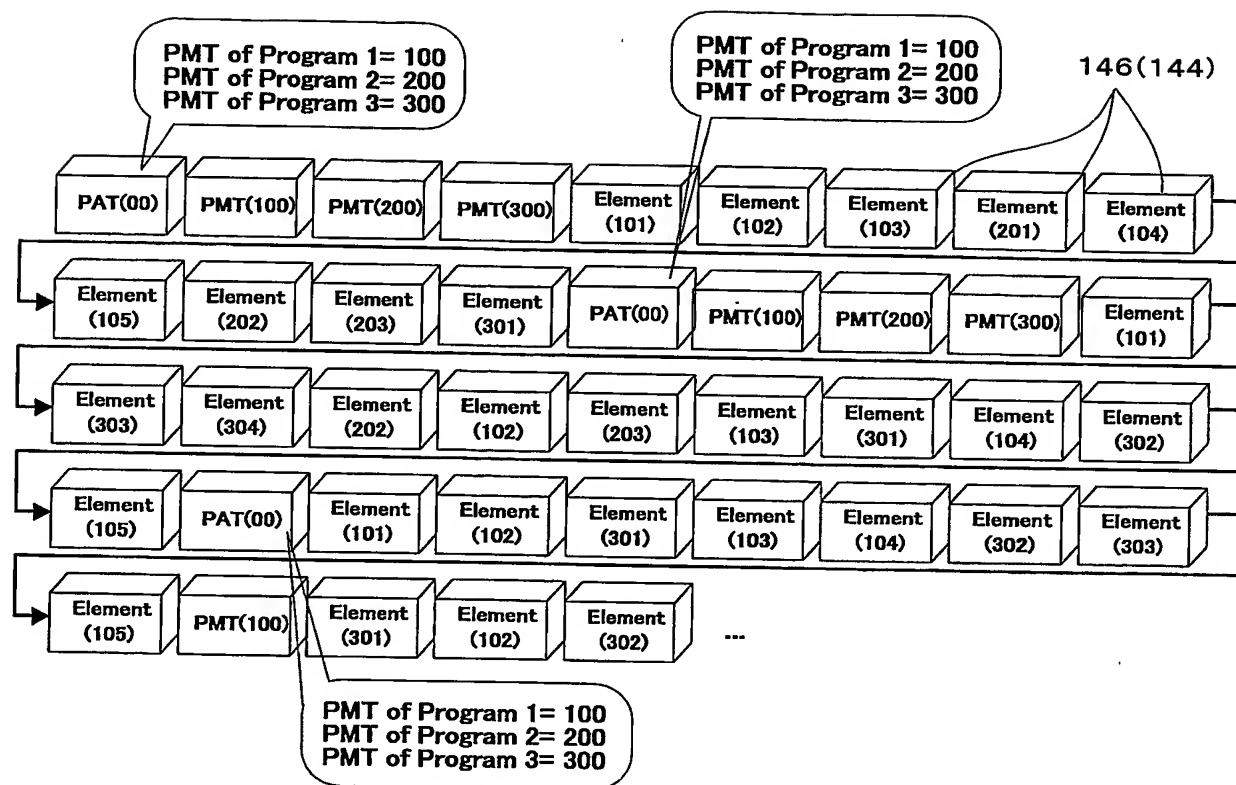 PMT of Program 1= 100
PMT of Program 2= 200
PMT of Program 3= 300
PMT of Program 1= 100
PMT of Program 2= 200
PMT of Program 3= 300
146(144)
PAT(00)
PMT(100)
PMT(200)
PMT(300)
Element
(101)
Element
(102)
Element
(103)
Element
(201)
Element
(104)
Element
(105)
Element
(202)
Element
(203)
Element
(301)
PAT(00)
PMT(100)
PMT(200)
PMT(300)
Element
(101)
Element
(303)
Element
(304)
Element
(202)
Element
(102)
Element
(203)
Element
(103)
Element
(301)
Element
(104)
Element
(302)
Element
(105)
PAT(00)
Element
(101)
Element
(102)
Element
(301)
Element
(103)
Element
(104)
Element
(302)
Element
(303)
Element
(105)
PMT(100)
Element
(301)
Element
(102)
Element
(302)
...
PMT of Program 1= 100
PMT of Program 2= 200
PMT of Program 3= 300